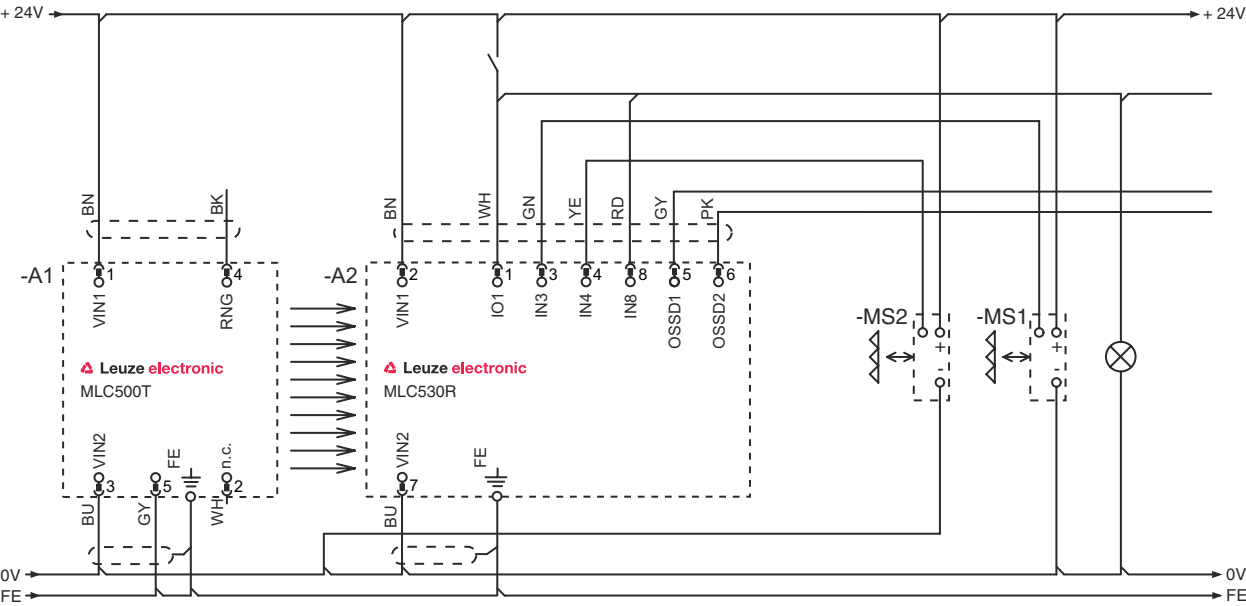 + 24V
+ 24V
BN
BK
BN
WH
GN
YE
RD
GY
PK
-A1
1
4
-A2
2
1
3
4
8
5
6
VIN1
RNG
VIN1
IO1
IN3
IN4
IN8
OSSD1
OSSD2
-MS2
-MS1
+
+
-
-
Leuze electronic
MLC500T
Leuze electronic
MLC530R
VIN2
FE
n.c.
VIN2
FE
3
5
2
7
BU
GY
WH
BU
0V
0V
FE
FE